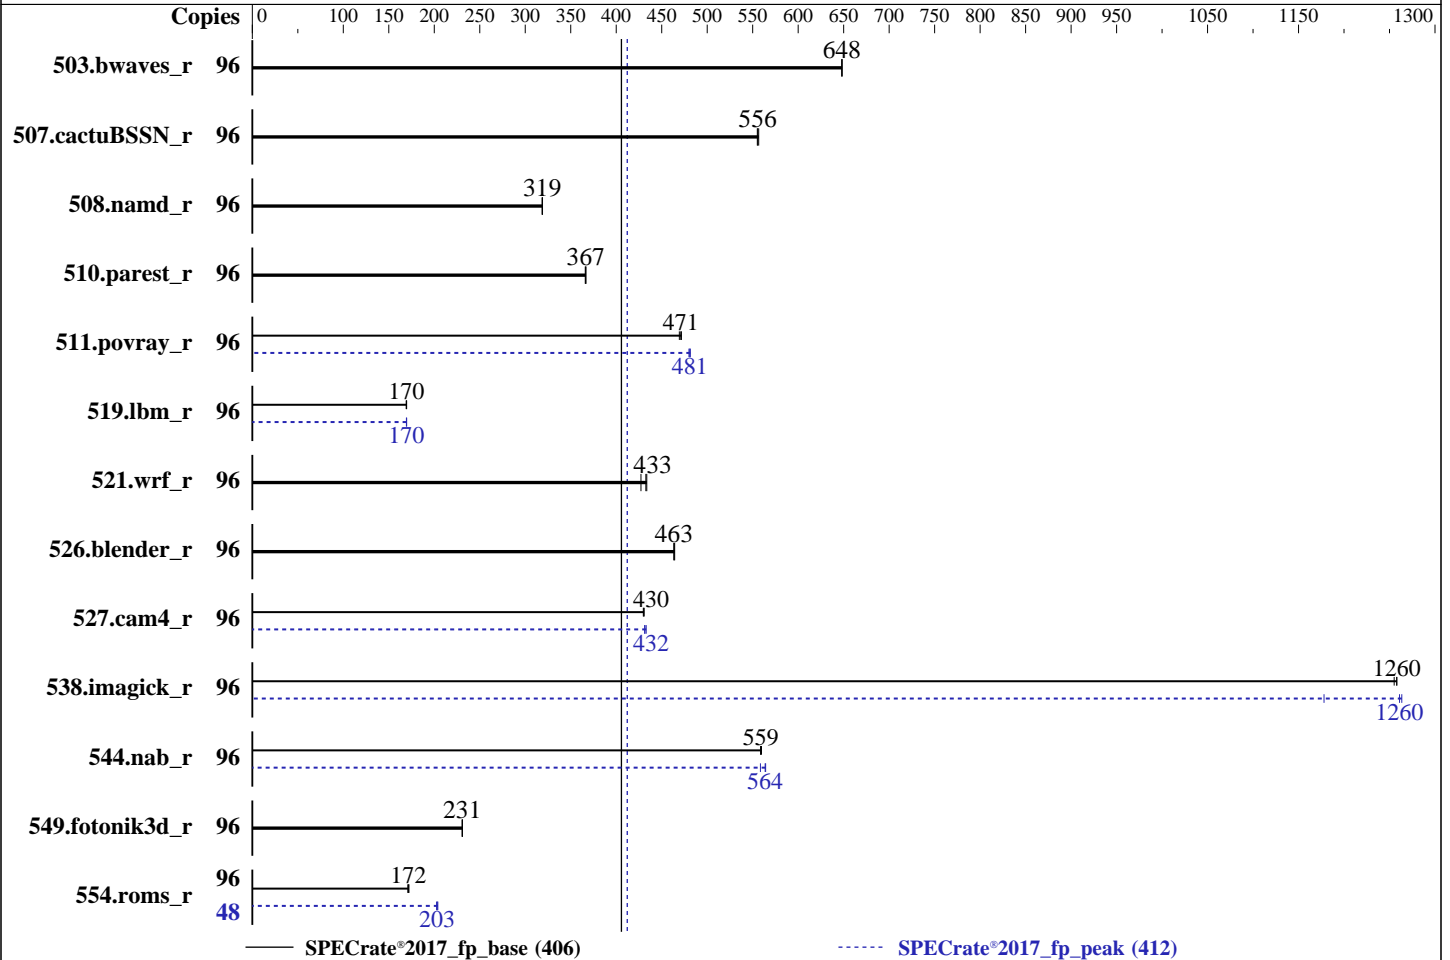 Copies 0 100 150 200 250 300 350 400 450 500 550 600 650 700 750 800 850 900 950 1050 1150 1300
503.bwaves_r 96 648
507.cactuBSSN_r 96 556
508.namd_r 96 319
510.parest_r 96 367
511.povray_r 96 471
481
519.lbm_r 96 170
170
521.wrf_r 96 433
526.blender_r 96 463
527.cam4_r 96 430
432
538.imagick_r 96 1260
1260
544.nab_r 96 559
564
549.fotonik3d_r 96 231
554.roms_r 96 172
48 203
SPECrate®2017_fp_base (406) SPECrate®2017_fp_peak (412)